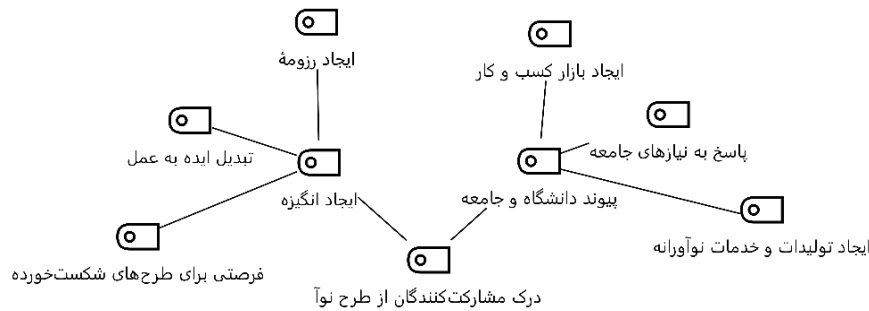 ایجاد رزومهٔ
ایجاد بازار کسب و کار
تبدیل ایده به عمل
پاسخ به نیازهای جامعه
ایجاد انگیزه
پیوند دانشگاه و جامعه
ایجاد تولیدات و خدمات نوآورانه
فرصتی برای طرح‌های شکست‌خورده
درک مشارکت‌کنندگان از طرح نوآ